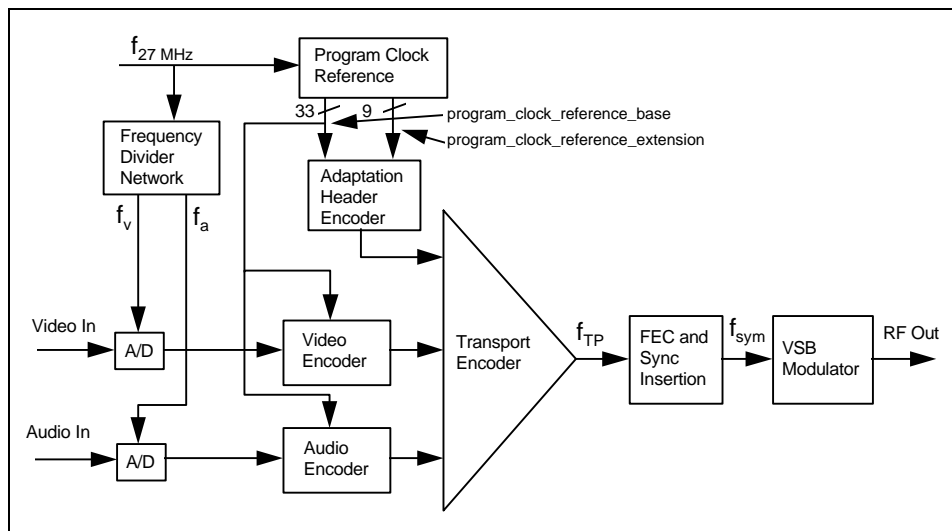 f27 MHz
Program Clock
Reference
33
9
program_clock_reference_base
program_clock_reference_extension
Frequency
Divider
Network
Adaptation
Header
Encoder
fv
fa
Video In
A/D
Video
Encoder
Transport
Encoder
fTP
FEC and
Sync
Insertion
fsym
VSB
Modulator
RF Out
Audio In
A/D
Audio
Encoder